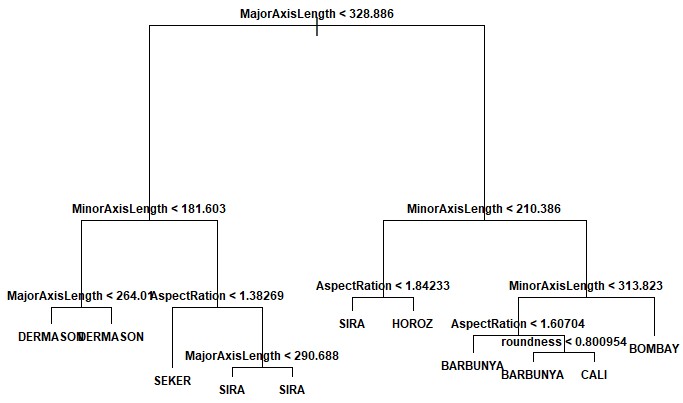 MajorAxisLength < 328.886
MinorAxisLength < 181.603
MinorAxisLength < 210.386
MajorAxisLength < 264.01
AspectRation < 1.38269
AspectRation < 1.84233
MinorAxisLength < 313.823
DERMASON
DERMASON
SIRA
HOROZ
AspectRation < 1.60704
roundness < 0.800954
BOMBAY
MajorAxisLength < 290.688
BARBUNYA
BARBUNYA
CALI
SEKER
SIRA
SIRA